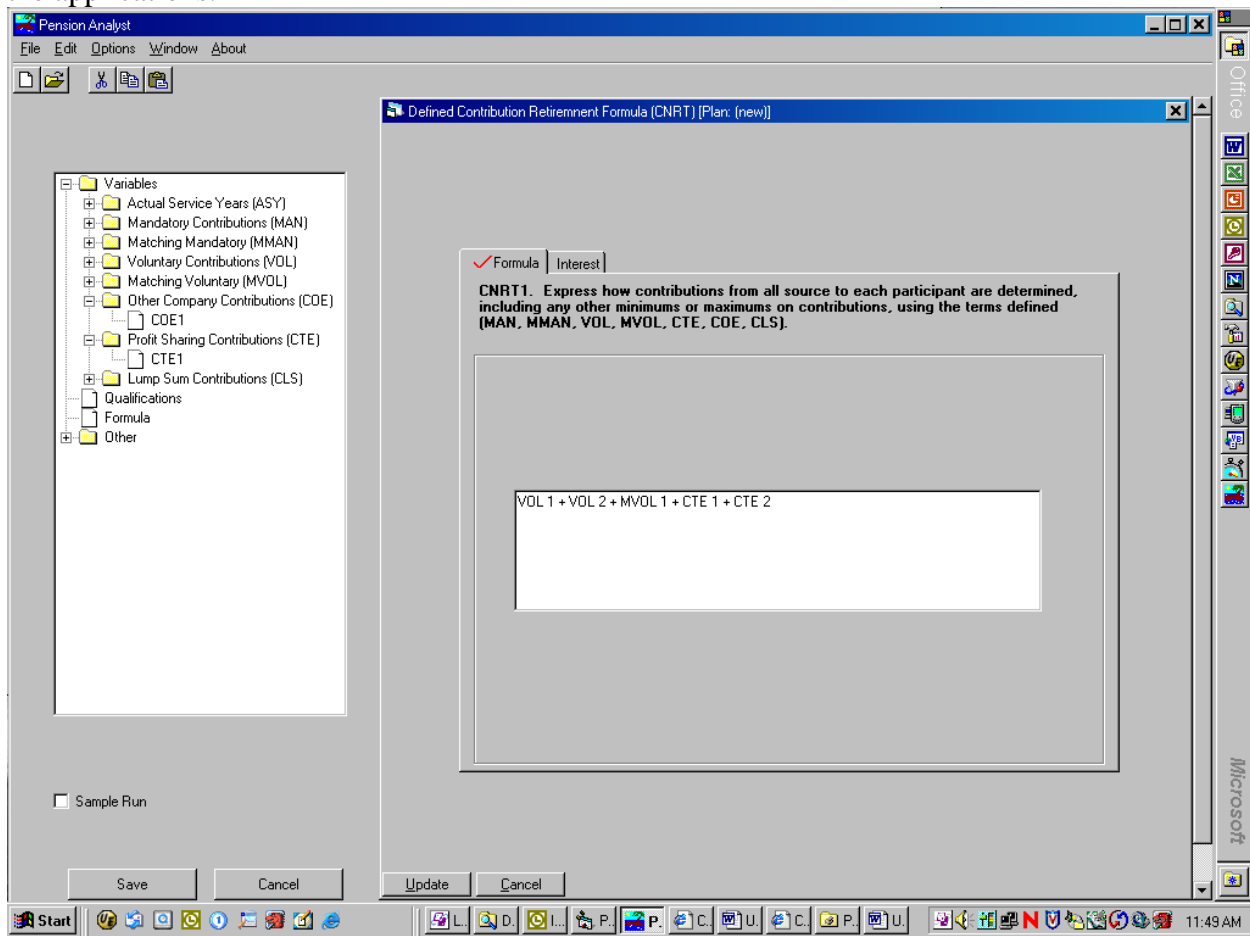 the applications.
Pension Analyst
File Edit Options Window About
Office
Defined Contribution Retiremnent Formula (CNRT) [Plan: (new)]
Variables
Actual Service Years (ASY)
Mandatory Contributions (MAN)
Matching Mandatory (MMAN)
Voluntary Contributions (VOL)
Matching Voluntary (MVOL)
Other Company Contributions (COE)
COE1
Profit Sharing Contributions (CTE)
CTE1
Lump Sum Contributions (CLS)
Qualifications
Formula
Other
Formula Interest
CNRT1. Express how contributions from all source to each participant are determined,
including any other minimums or maximums on contributions, using the terms defined
(MAN, MMAN, VOL, MVOL, CTE, COE, CLS).
VOL 1 + VOL 2 + MVOL 1 + CTE 1 + CTE 2
Sample Run
Microsoft
Save Cancel Update Cancel
Start L... D. I... P.. P. C.. U. C.. P.. U. 11:49 AM